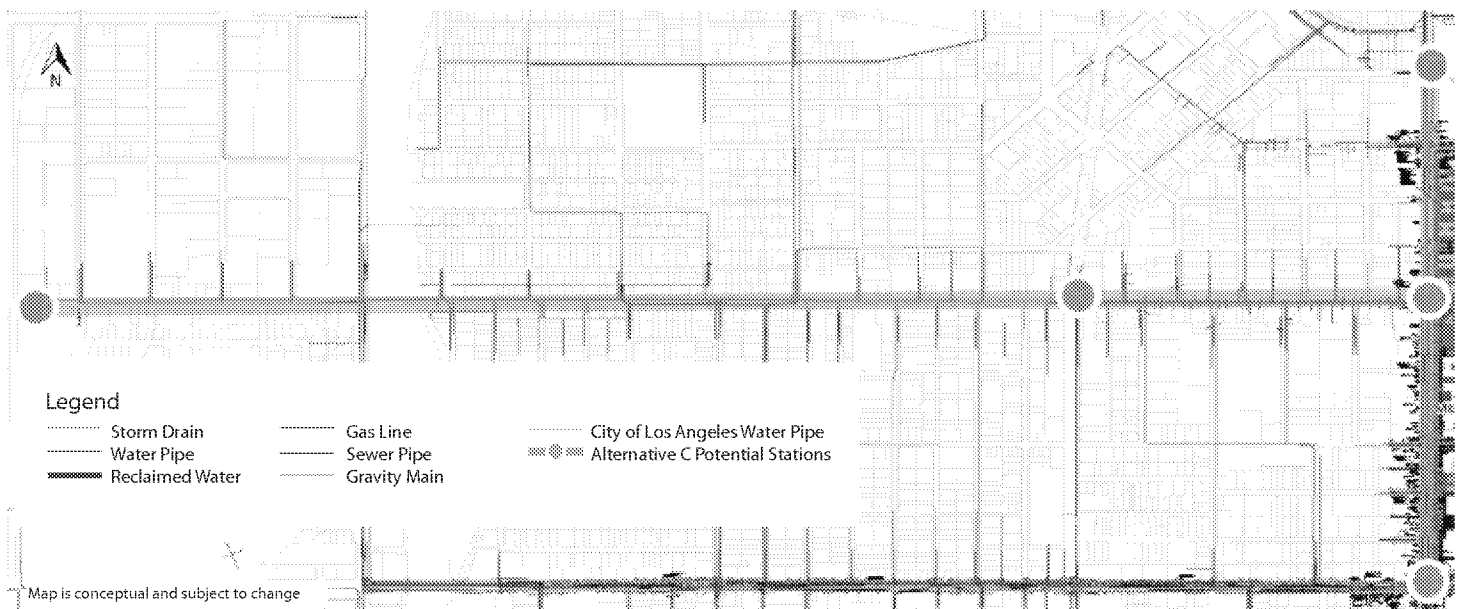 N
Legend
Storm Drain
Water Pipe
Reclaimed Water
Gas Line
Sewer Pipe
Gravity Main
City of Los Angeles Water Pipe
Alternative C Potential Stations
Map is conceptual and subject to change